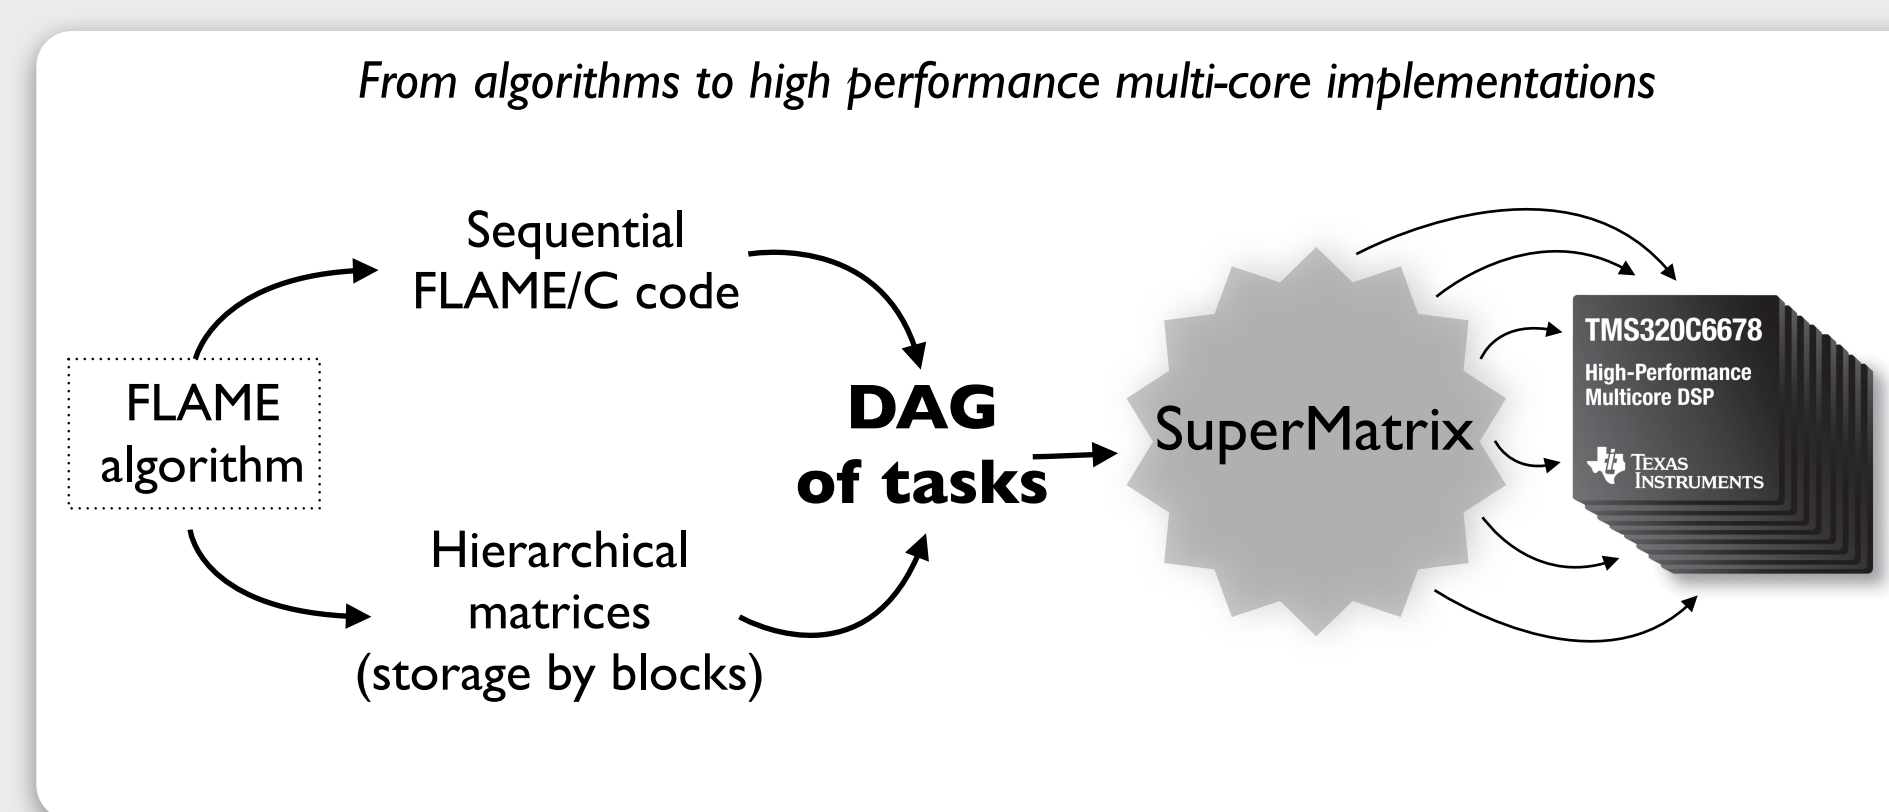 From algorithms to high performance multi-core implementations
Sequential
FLAME/C code
FLAME
algorithm
Hierarchical
matrices
(storage by blocks)
DAG
of tasks
SuperMatrix
TMS320C6678
High-Performance
Multicore DSP
TEXAS
INSTRUMENTS